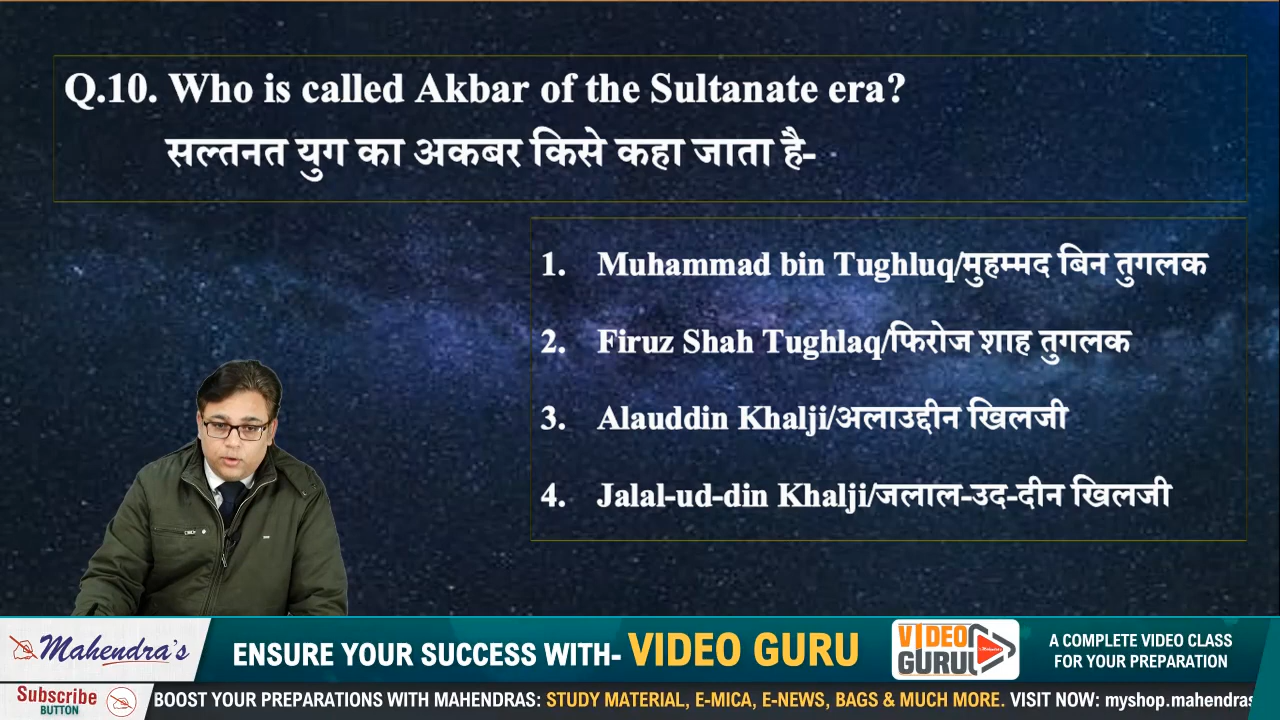 Q.10. Who is called Akbar of the Sultanate era?
सल्तनत युग का अकबर किसे कहा जाता है-
1. Muhammad bin Tughluq/मुहम्मद बिन तुगलक
2. Firuz Shah Tughlaq/फिरोज शाह तुगलक
3. Alauddin Khalji/अलाउद्दीन खिलजी
4. Jalal-ud-din Khalji/जलाल-उद-दीन खिलजी
Mahendra's
ENSURE YOUR SUCCESS WITH- VIDEO GURU
VIDEO
GURUL
A COMPLETE VIDEO CLASS
FOR YOUR PREPARATION
Subscribe
BUTTON
BOOST YOUR PREPARATIONS WITH MAHENDRAS: STUDY MATERIAL, E-MICA, E-NEWS, BAGS & MUCH MORE. VISIT NOW: myshop.mahendras